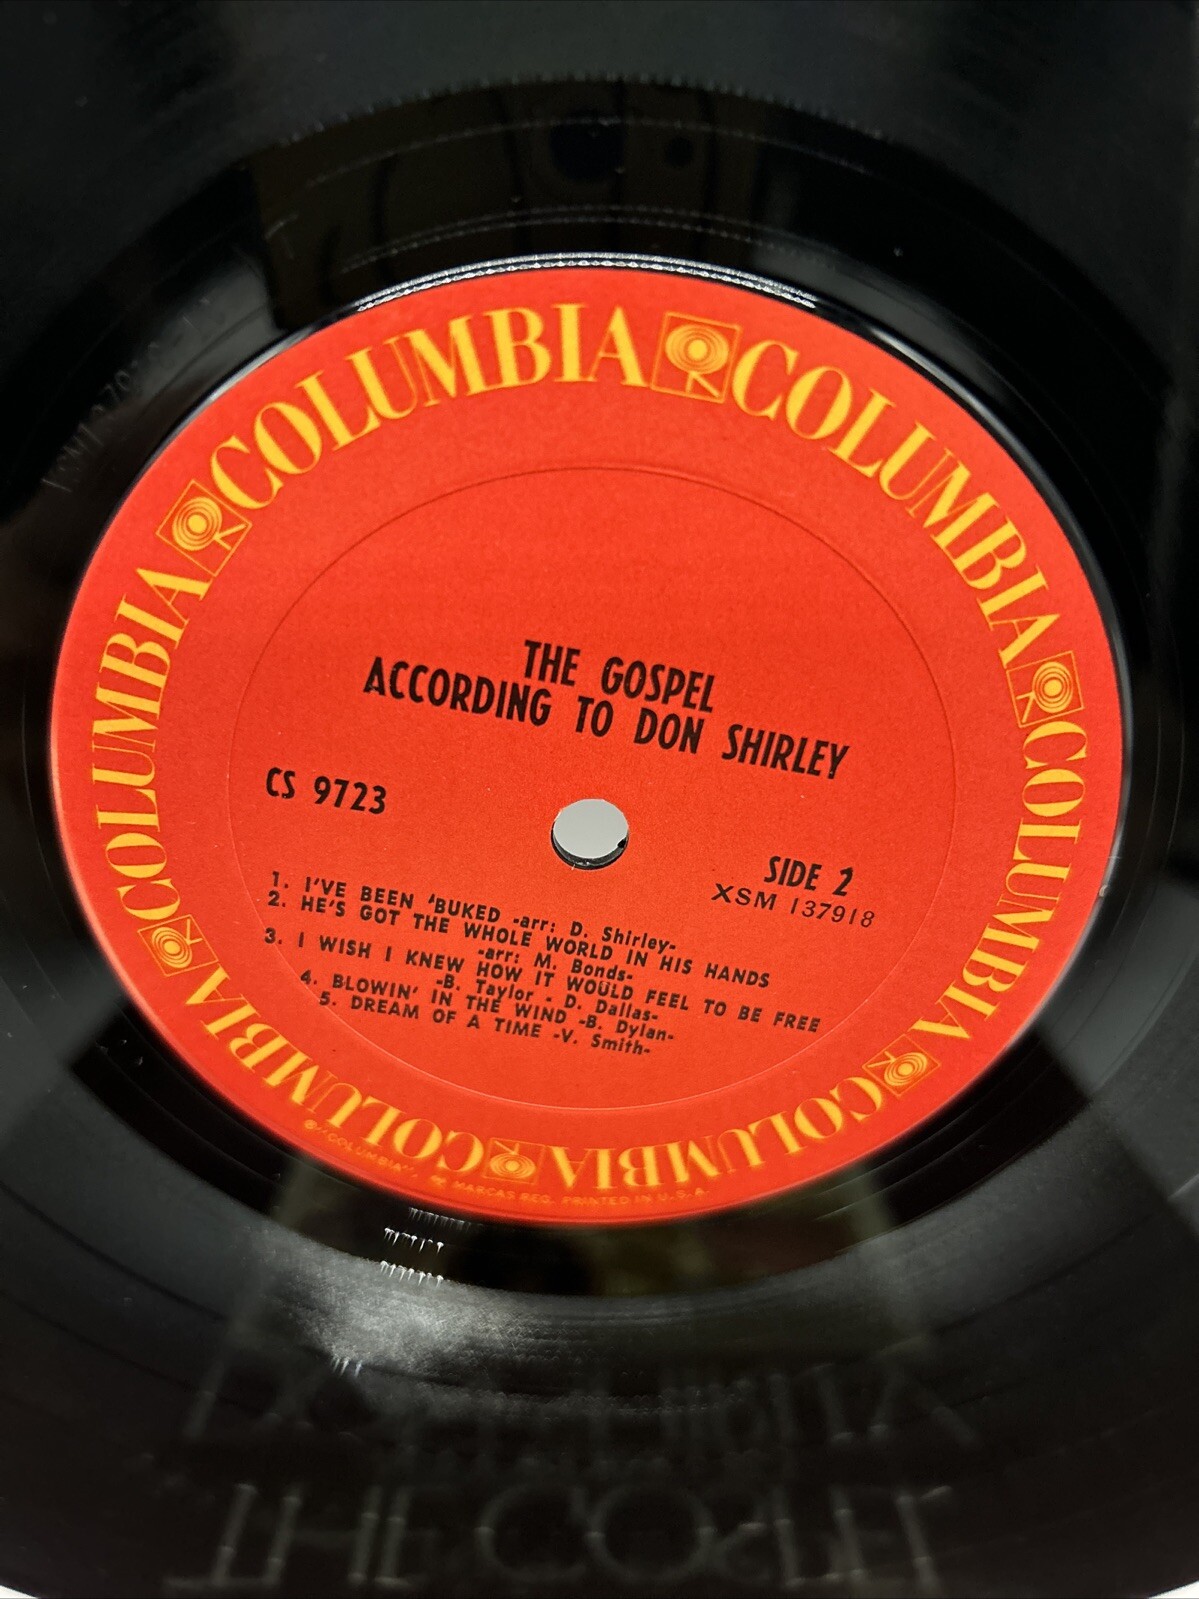 COLUMBIA COLUMBIA COLUMBIA COLUMBIA COLUMBIA COLUMBIA
THE GOSPEL
ACCORDING TO DON SHIRLEY
CS 9723
SIDE 2
XSM 137918
1. I'VE BEEN 'BUKED -arr: D. Shirley-
2. HE'S GOT THE WHOLE WORLD IN HIS HANDS
-arr: M. Bonds-
3. I WISH I KNEW HOW IT WOULD FEEL TO BE FREE
-B. Taylor - D. Dallas-
4. BLOWIN' IN THE WIND -B. Dylan-
5. DREAM OF A TIME -V. Smith-
® "COLUMBIA", MARCAS REG. PRINTED IN U.S.A.
THE GOSPEL